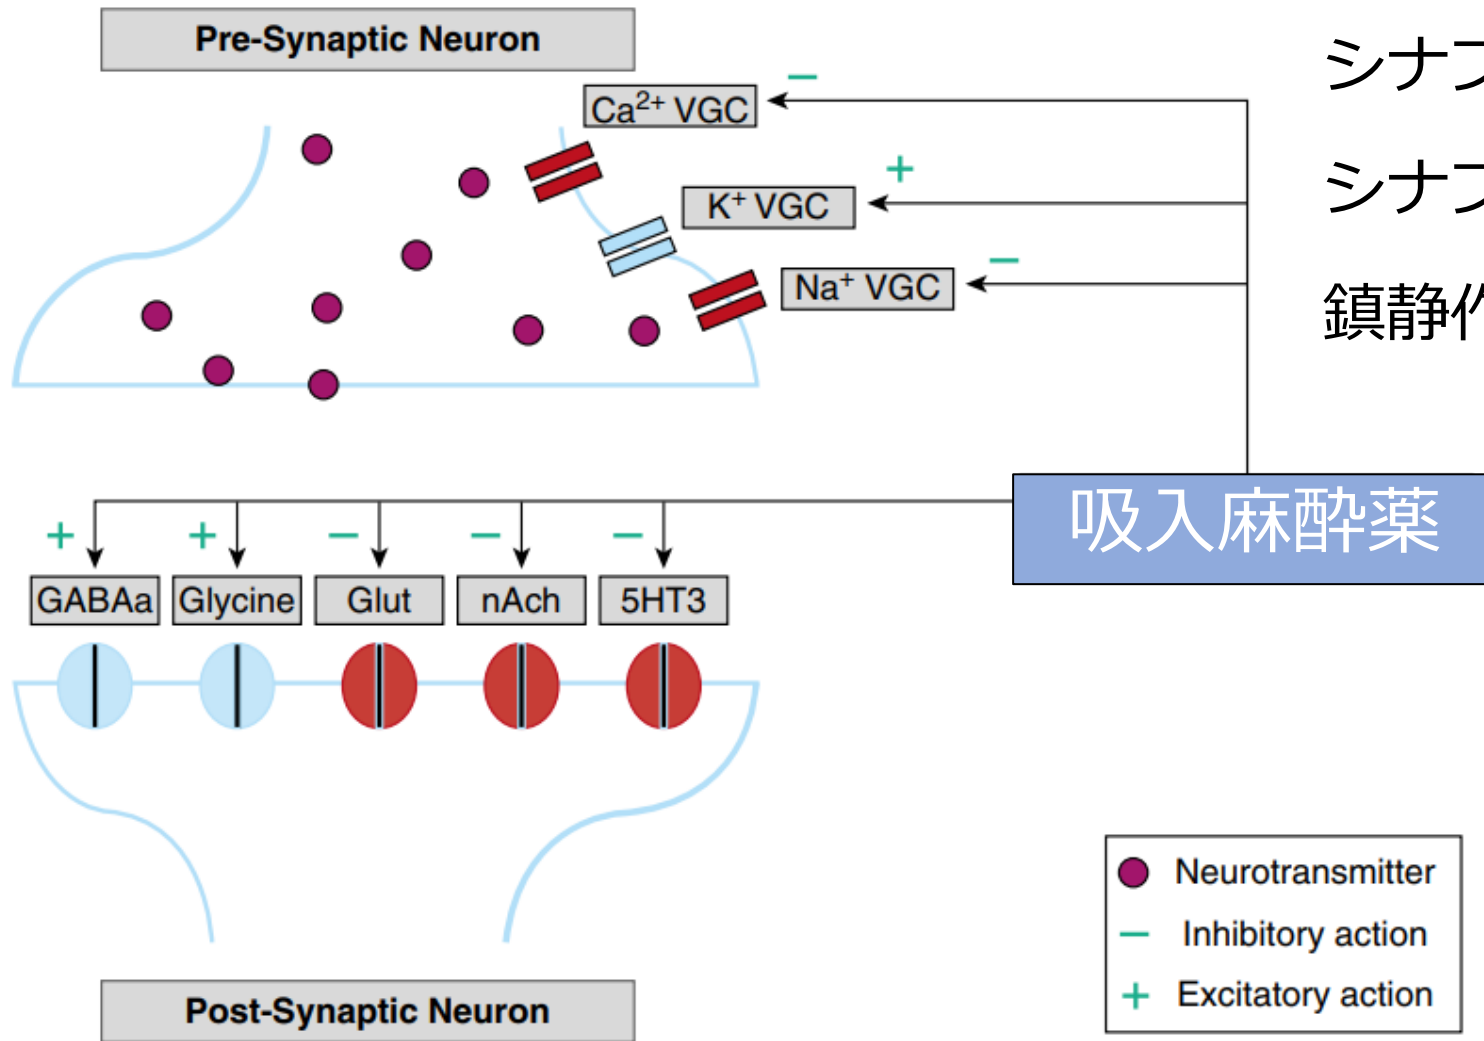 Pre-Synaptic Neuron
Ca²⁺ VGC
−
K⁺ VGC
+
Na⁺ VGC
−
シナプ
シナプ
鎮静作
吸入麻酔薬
+ + − − −
GABAa Glycine Glut nAch 5HT3
Neurotransmitter
− Inhibitory action
+ Excitatory action
Post-Synaptic Neuron